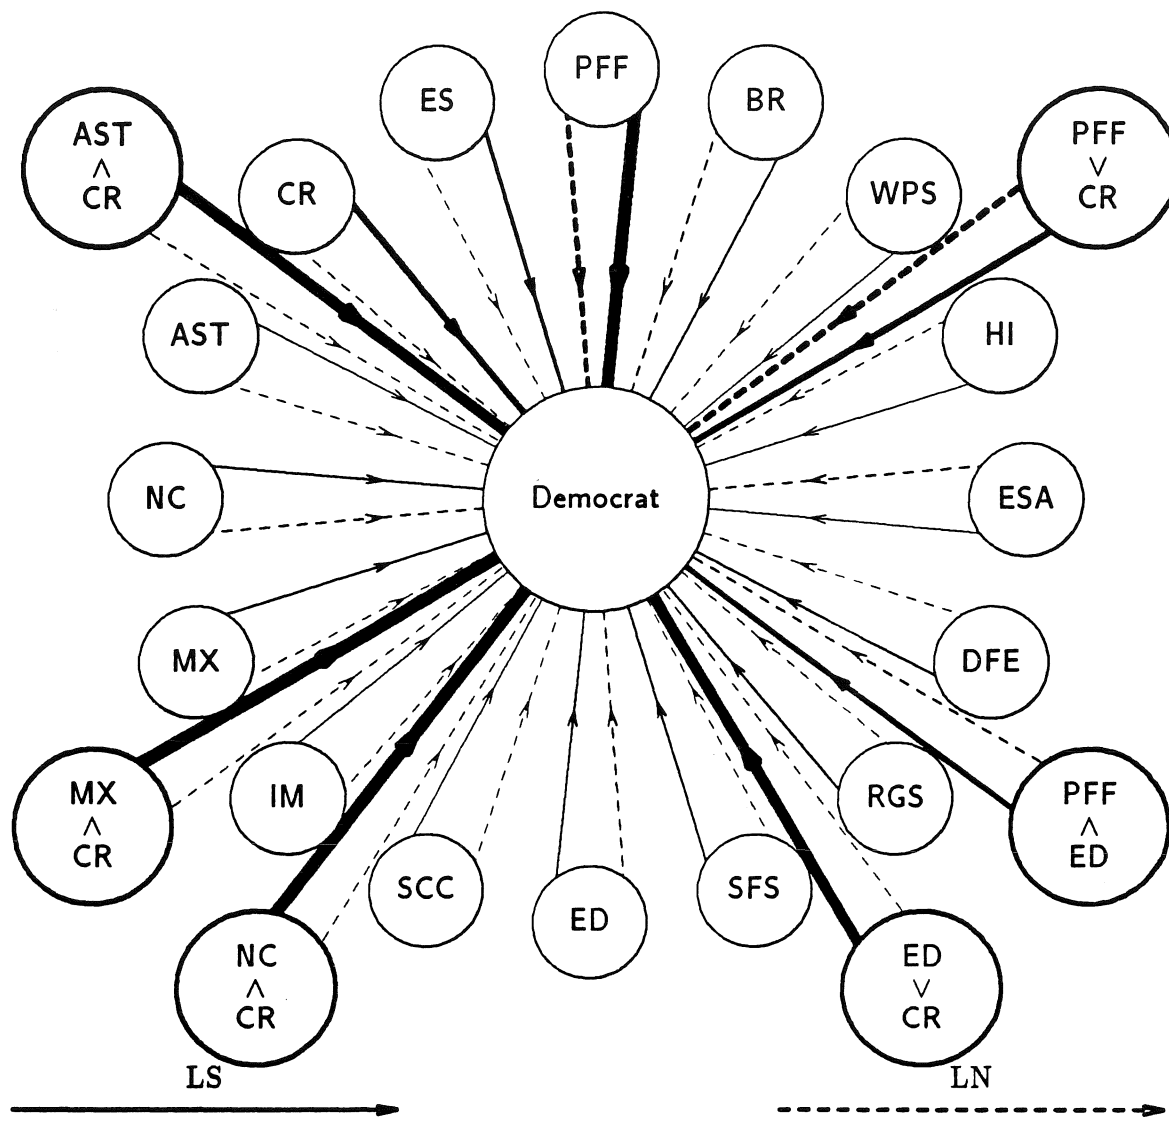 PFF
ES
BR
AST
∧
CR
PFF
∨
CR
CR
WPS
AST
HI
NC
Democrat
ESA
MX
DFE
MX
∧
CR
IM
RGS
PFF
∧
ED
SCC
ED
SFS
NC
∧
CR
ED
∨
CR
LS
LN